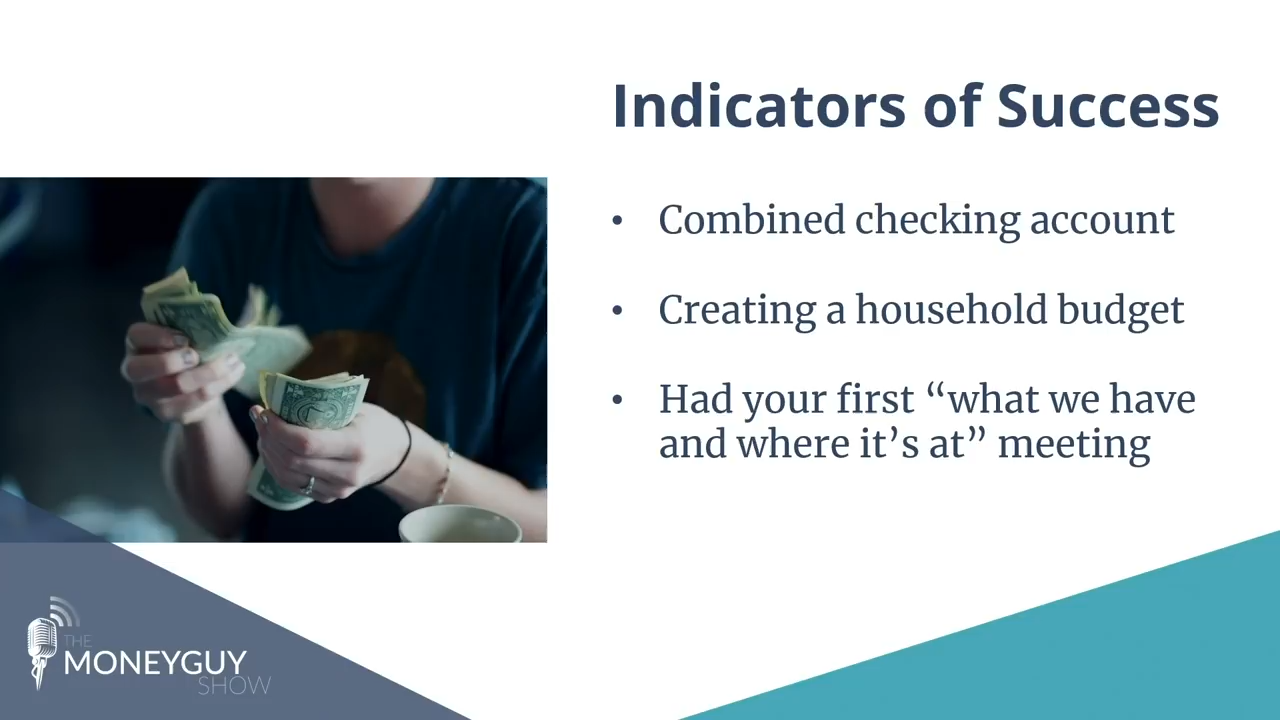 Indicators of Success
• Combined checking account
• Creating a household budget
• Had your first “what we have
and where it’s at” meeting
THE
MONEYGUY
SHOW